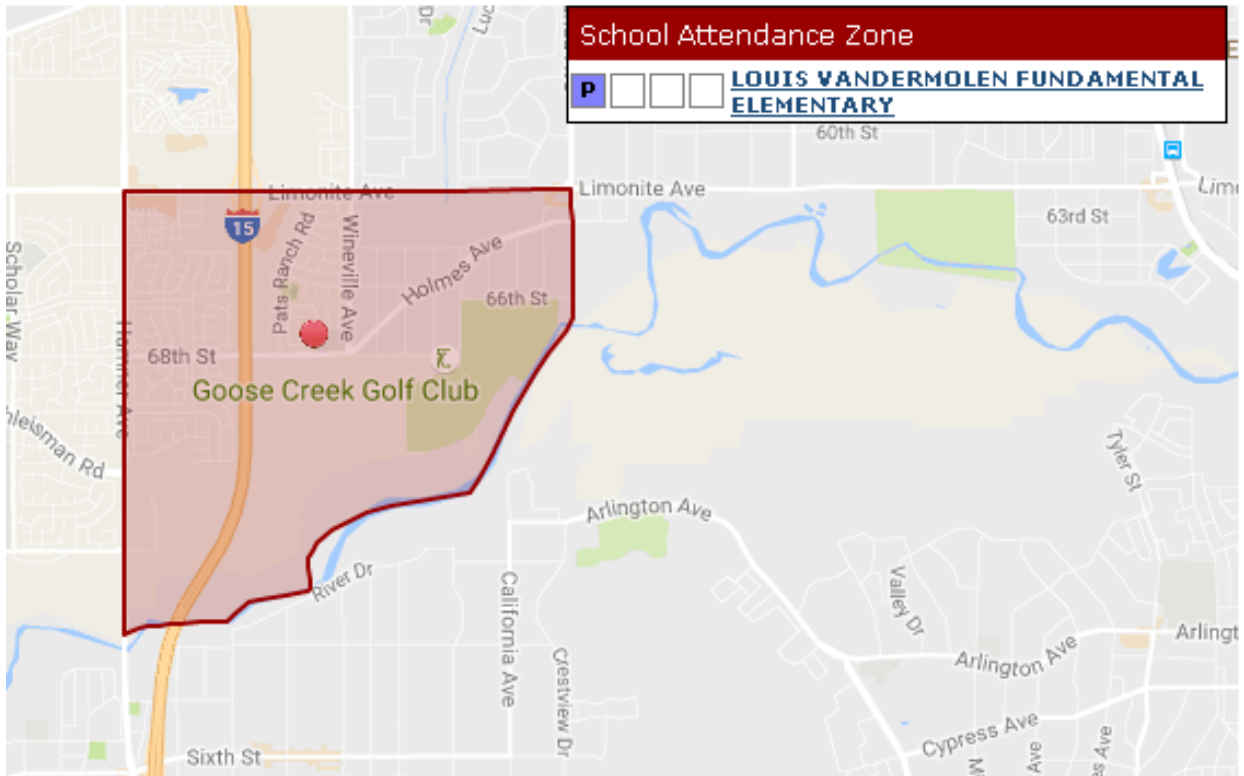 School Attendance Zone
P
LOUIS VANDERMOLEN FUNDAMENTAL
ELEMENTARY
60th St
Limonite Ave
Limonite Ave
15
Pats Ranch Rd
Wineville Ave
Holmes Ave
66th St
63rd St
Scholar Way
68th St
Goose Creek Golf Club
Tyler St
Arlington Ave
River Dr
California Ave
Crestview Dr
Valley Dr
Arlington Ave
Cypress Ave
Ave
Sixth St